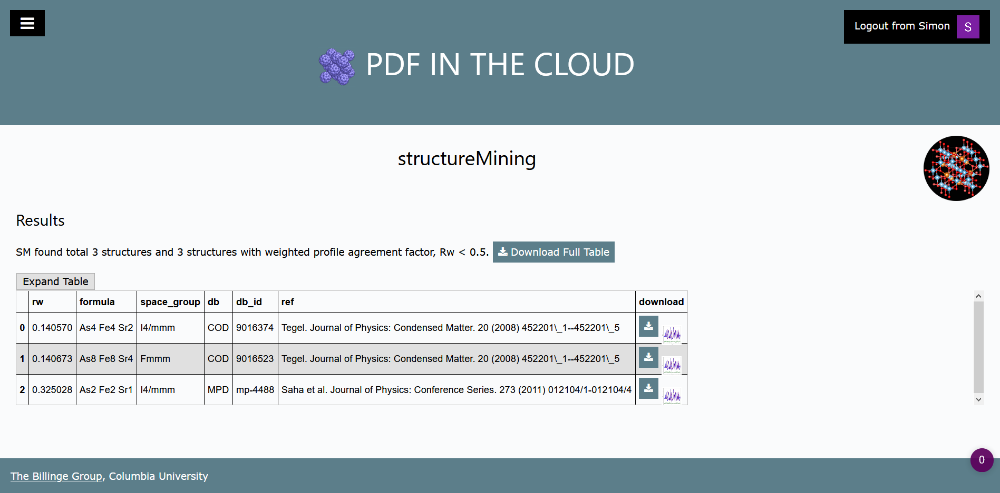 Logout from Simon S
PDF IN THE CLOUD
structureMining
Results
SM found total 3 structures and 3 structures with weighted profile agreement factor, Rw < 0.5. Download Full Table
Expand Table
rw formula space_group db db_id ref download
0 0.140570 As4 Fe4 Sr2 I4/mmm COD 9016374 Tegel. Journal of Physics: Condensed Matter. 20 (2008) 452201\_1--452201\_5
1 0.140673 As8 Fe8 Sr4 Fmmm COD 9016523 Tegel. Journal of Physics: Condensed Matter. 20 (2008) 452201\_1--452201\_5
2 0.325028 As2 Fe2 Sr1 I4/mmm MPD mp-4488 Saha et al. Journal of Physics: Conference Series. 273 (2011) 012104/1-012104/4
0
The Billinge Group, Columbia University